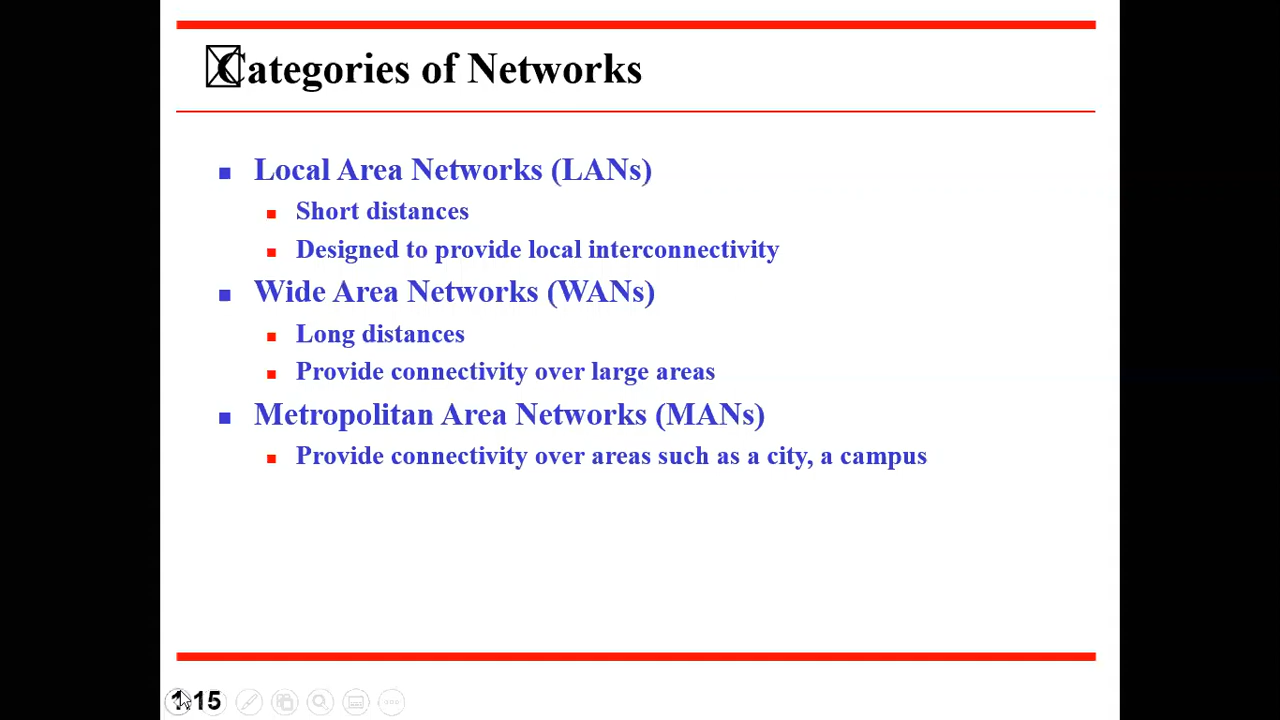 Categories of Networks
Local Area Networks (LANs)
Short distances
Designed to provide local interconnectivity
Wide Area Networks (WANs)
Long distances
Provide connectivity over large areas
Metropolitan Area Networks (MANs)
Provide connectivity over areas such as a city, a campus
1.15